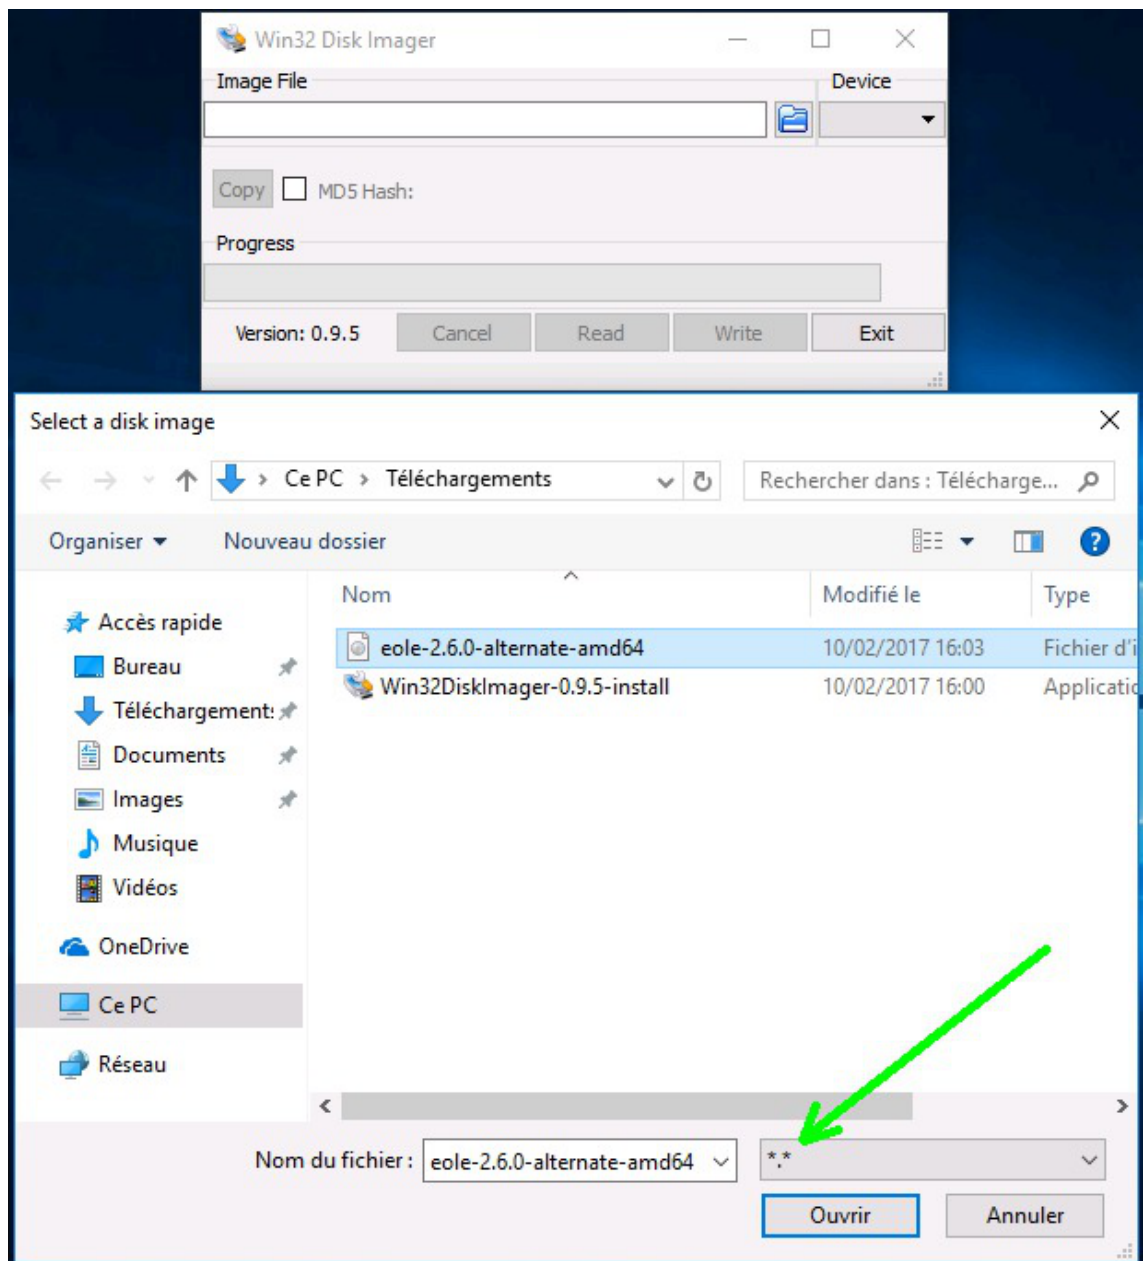 Win32 Disk Imager
Image File
Device
Copy MD5 Hash:
Progress
Version: 0.9.5 Cancel Read Write Exit
Select a disk image
Ce PC > Téléchargements
Rechercher dans : Télécharge...
Organiser Nouveau dossier
Nom Modifié le Type
Accès rapide
Bureau
Téléchargement
Documents
Images
Musique
Vidéos
OneDrive
Ce PC
Réseau
eole-2.6.0-alternate-amd64 10/02/2017 16:03 Fichier d'i
Win32DiskImager-0.9.5-install 10/02/2017 16:00 Applicatio
Nom du fichier : eole-2.6.0-alternate-amd64 *.*
Ouvrir Annuler